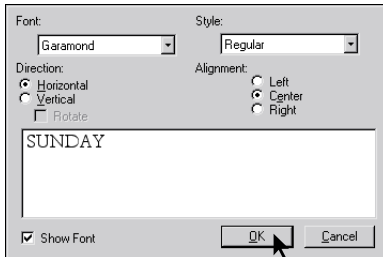 Font: Style:
Garamond Regular
Direction: Alignment:
Horizontal Left
Vertical Center
Rotate Right
SUNDAY
Show Font OK Cancel